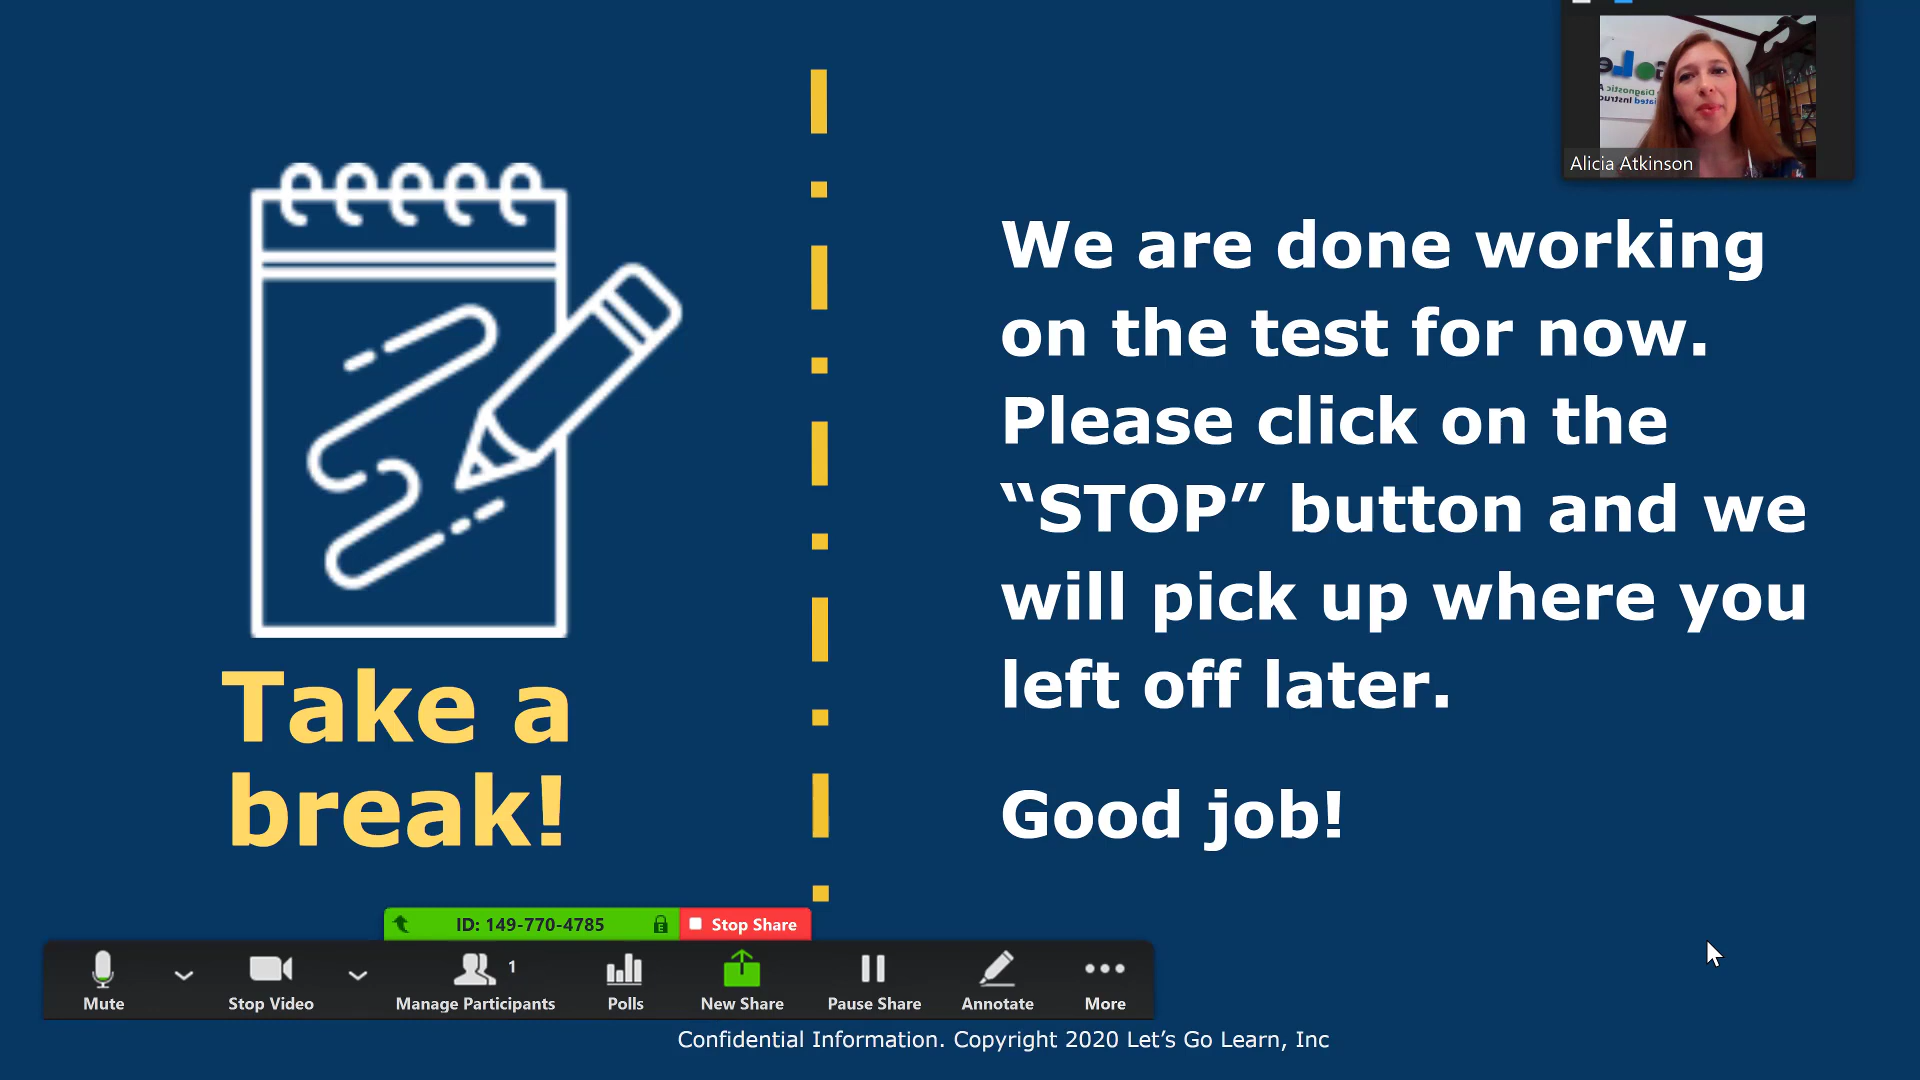 Alicia Atkinson
We are done working
on the test for now.
Please click on the
“STOP” button and we
will pick up where you
left off later.
Good job!
Take a
break!
ID: 149-770-4785
Stop Share
Mute
Stop Video
Manage Participants
1
Polls
New Share
Pause Share
Annotate
More
Confidential Information. Copyright 2020 Let’s Go Learn, Inc